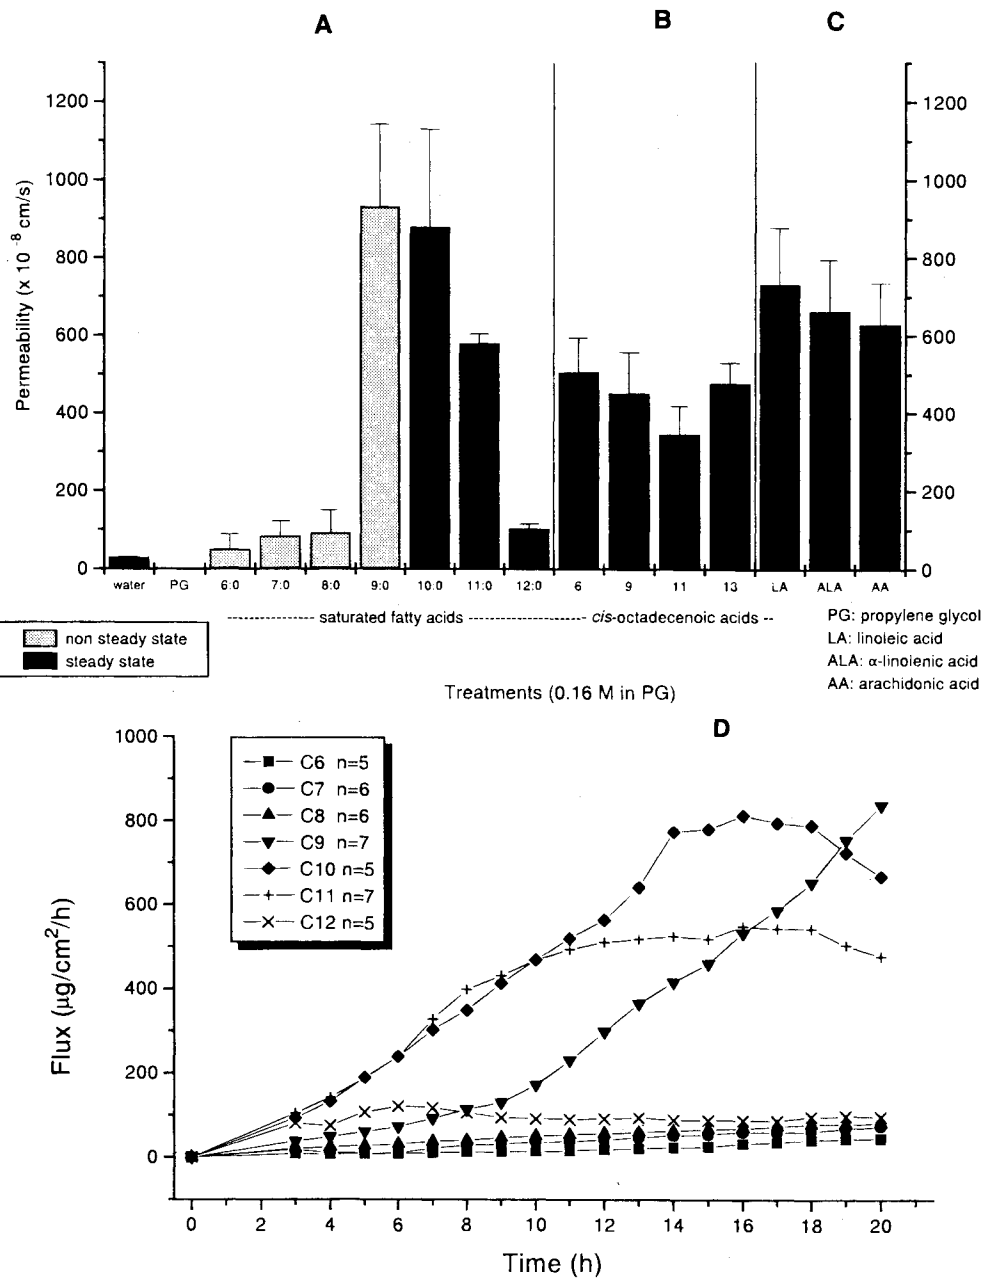 A B C
1200 1200
1000 1000
800 800
600 600
400 400
200 200
0 0
Permeability (x 10 -8 cm/s)
water PG 6:0 7:0 8:0 9:0 10:0 11:0 12:0 6 9 11 13 LA ALA AA
saturated fatty acids cis-octadecenoic acids
non steady state
steady state
PG: propylene glycol
LA: linoleic acid
ALA: α-linolenic acid
AA: arachidonic acid
Treatments (0.16 M in PG)
D
1000
800
600
400
200
0
Flux (μg/cm²/h)
C6 n=5
C7 n=6
C8 n=6
C9 n=7
C10 n=5
C11 n=7
C12 n=5
0 2 4 6 8 10 12 14 16 18 20
Time (h)